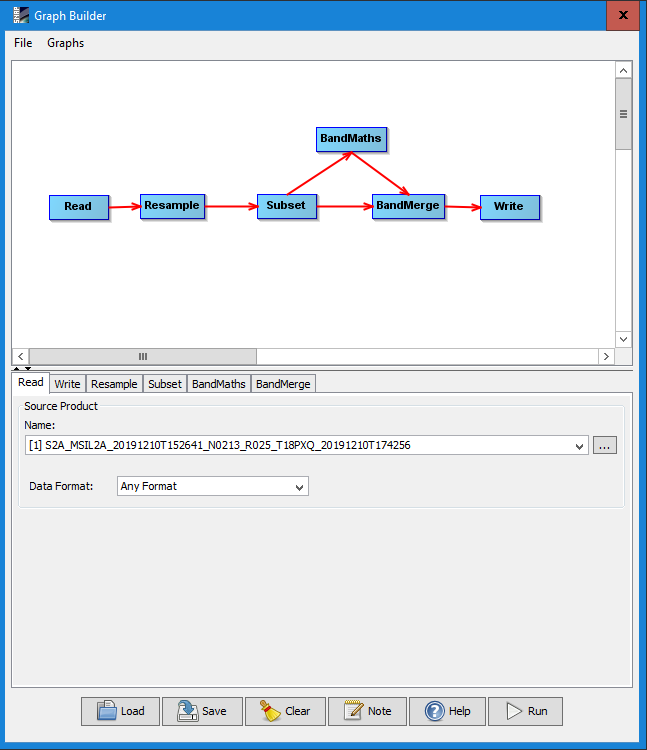 SNAP
Graph Builder
x
File Graphs
BandMaths
Read Resample Subset BandMerge Write
Read Write Resample Subset BandMaths BandMerge
Source Product
Name:
[1] S2A_MSIL2A_20191210T152641_N0213_R025_T18PXQ_20191210T174256 ...
Data Format: Any Format
Load Save Clear Note Help Run